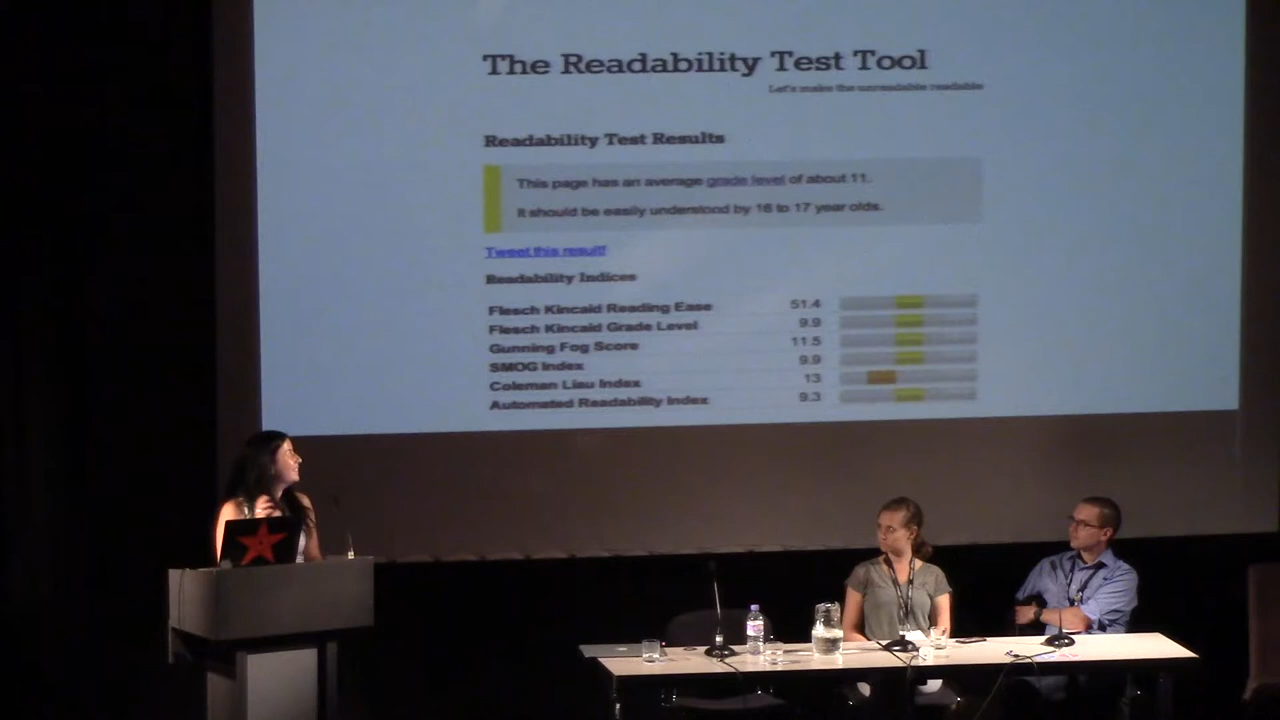 The Readability Test Tool
Let's make the unreadable readable
Readability Test Results
This page has an average grade level of about 11.
It should be easily understood by 16 to 17 year olds.
Tweet this result!
Readability Indices
Flesch Kincaid Reading Ease 51.4
Flesch Kincaid Grade Level 9.9
Gunning Fog Score 11.5
SMOG Index 9.9
Coleman Liau Index 13
Automated Readability Index 9.3